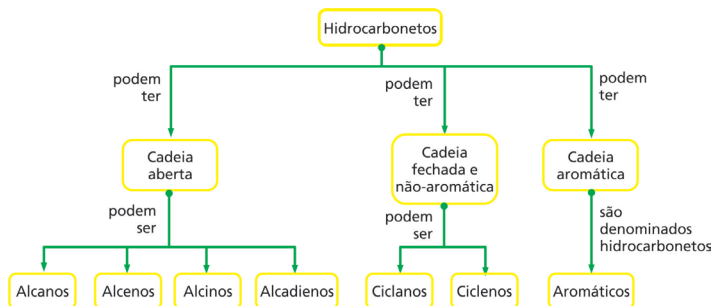 Hidrocarbonetos
podem
ter
podem
ter
podem
ter
Cadeia
aberta
Cadeia
fechada e
não-aromática
Cadeia
aromática
podem
ser
podem
ser
são
denominados
hidrocarbonetos
Alcanos
Alcenos
Alcinos
Alcadienos
Ciclanos
Ciclenos
Aromáticos